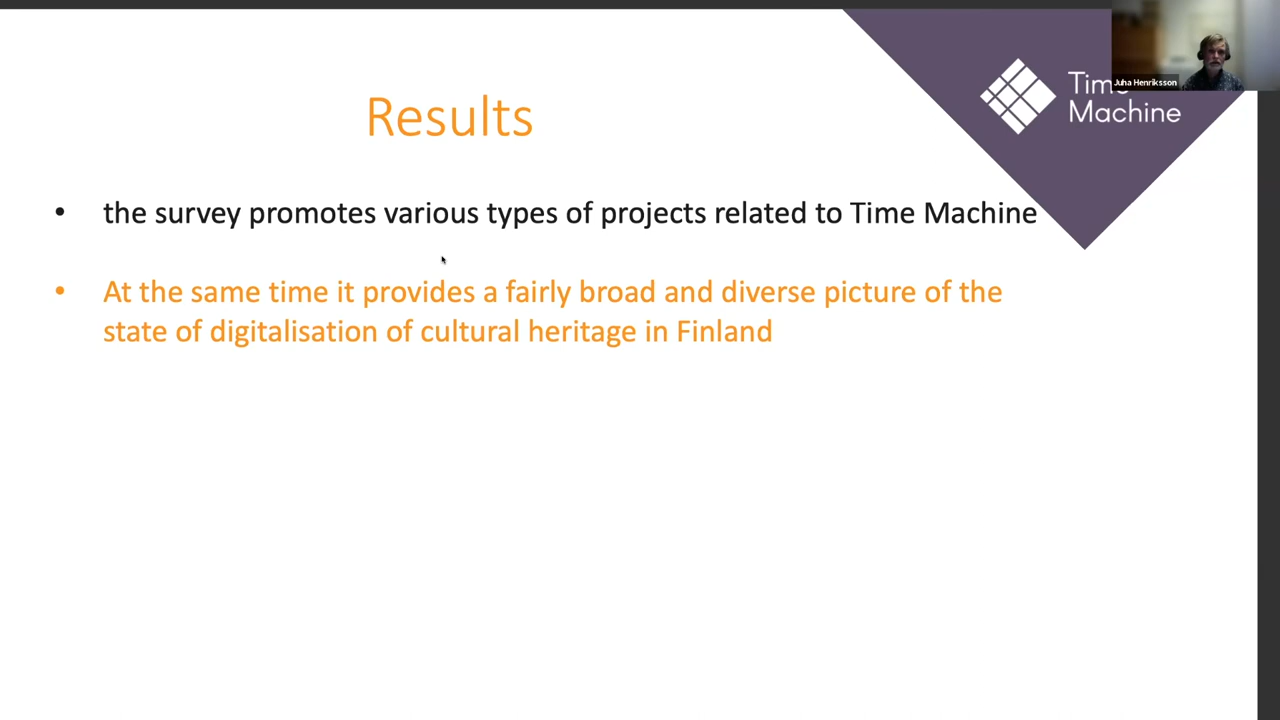 Time
Machine
Juha Henriksson
Results
• the survey promotes various types of projects related to Time Machine
• At the same time it provides a fairly broad and diverse picture of the
state of digitalisation of cultural heritage in Finland